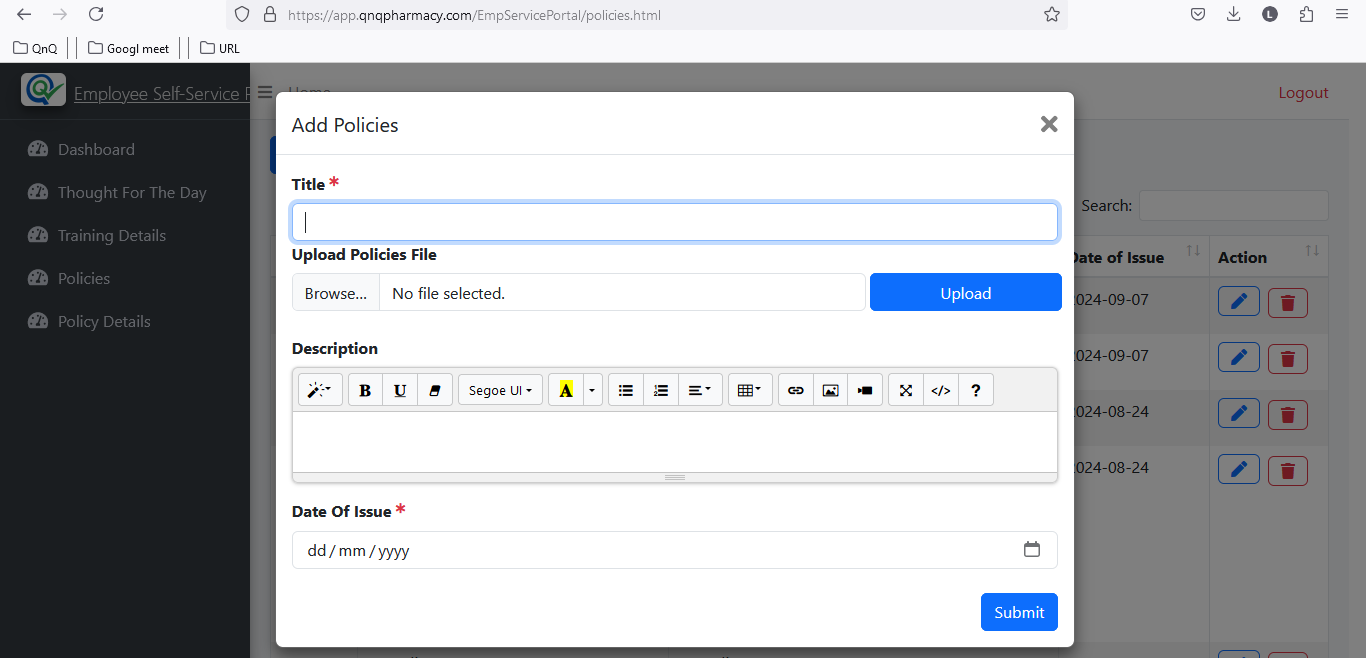 https://app.qnqpharmacy.com/EmpServicePortal/policies.html
QnQ
Googl meet
URL
Employee Self-Service
Home
Logout
Dashboard
Thought For The Day
Training Details
Policies
Policy Details
Add Policies
Title *
Upload Policies File
Browse... No file selected. Upload
Description
B U Segoe UI A </> ?
Date Of Issue *
dd / mm / yyyy
Submit
Search:
Date of Issue Action
2024-09-07
2024-09-07
2024-08-24
2024-08-24